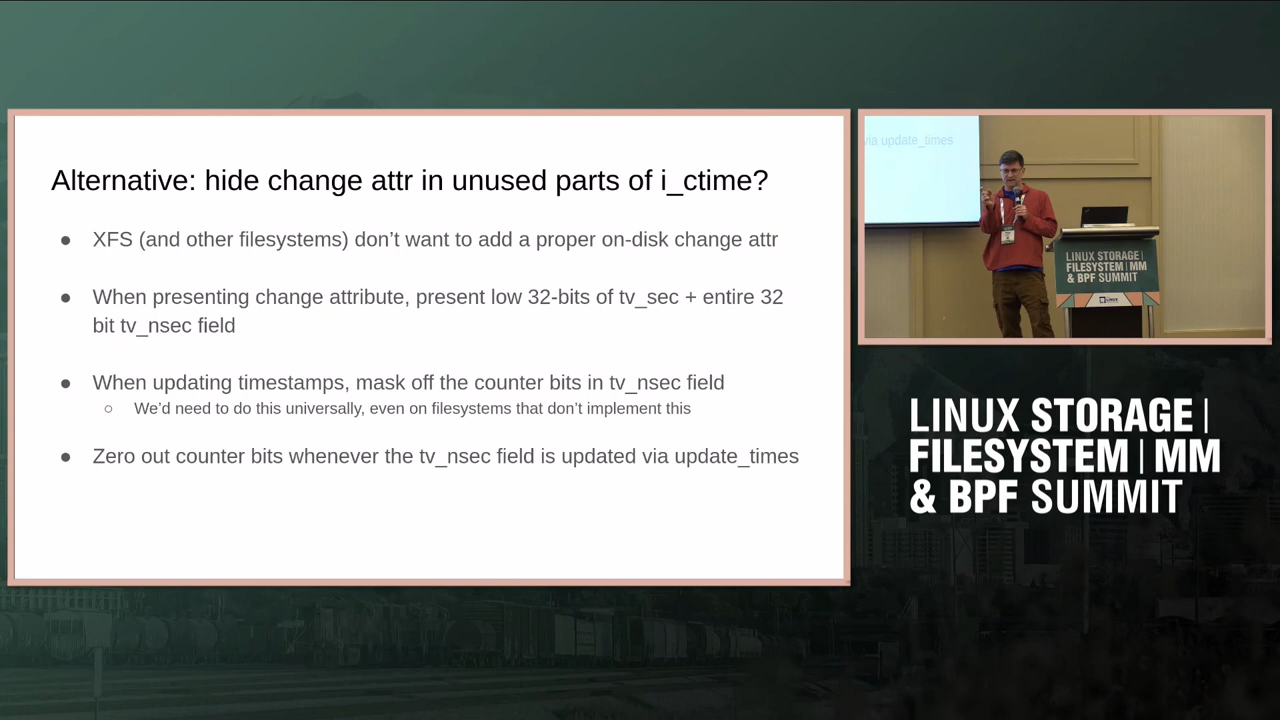 Alternative: hide change attr in unused parts of i_ctime?
● XFS (and other filesystems) don’t want to add a proper on-disk change attr
● When presenting change attribute, present low 32-bits of tv_sec + entire 32
bit tv_nsec field
● When updating timestamps, mask off the counter bits in tv_nsec field
○ We’d need to do this universally, even on filesystems that don’t implement this
● Zero out counter bits whenever the tv_nsec field is updated via update_times
via update_times
LINUX STORAGE |
FILESYSTEM | MM
& BPF SUMMIT
LINUX STORAGE |
FILESYSTEM | MM
& BPF SUMMIT